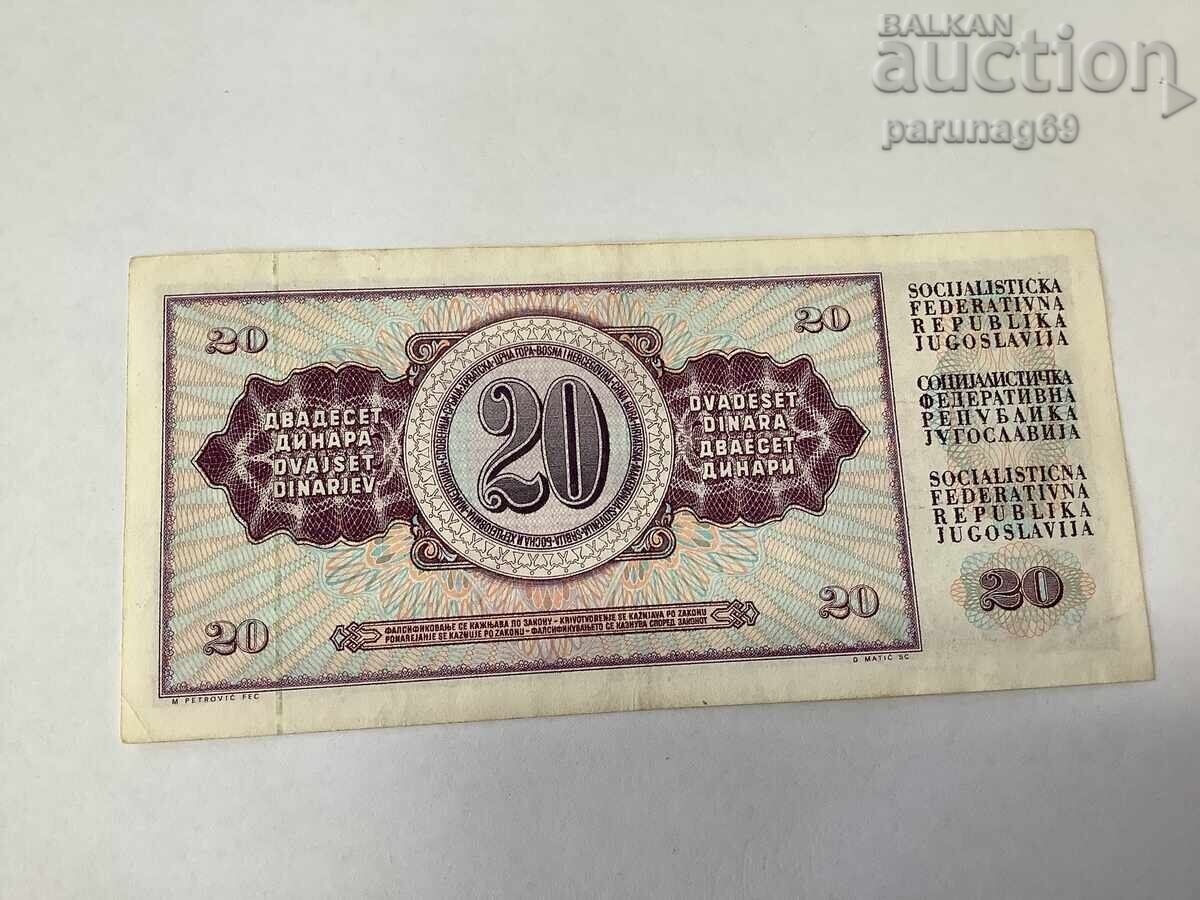 BALKAN
auction
parunag69
20
20
ДВАДЕСЕТ
ДИНАРА
DVAJSET
DINARJEV
20
DVADESET
DINARA
ДВАЕСЕТ
ДИНАРИ
20
20
ФАЛСИФИКОВАЊЕ СЕ КАЖЊАВА ПО ЗАКОНУ - KRIVOTVORENJE SE KAŽNJAVA PO ZAKONU
PONAREJANJE SE KAZNUJE PO ZAKONU - ФАЛСИФИКУВАЊЕТО СЕ КАЗНУВА СПОРЕД ЗАКОНОТ
M PETROVIĆ FEC
D MATIĆ SC
SOCIJALISTIČKA
FEDERATIVNA
REPUBLIKA
JUGOSLAVIJA
СОЦИЈАЛИСТИЧКА
ФЕДЕРАТИВНА
РЕПУБЛИКА
ЈУГОСЛАВИЈА
SOCIALISTIČNA
FEDERATIVNA
REPUBLIKA
JUGOSLAVIJA
20